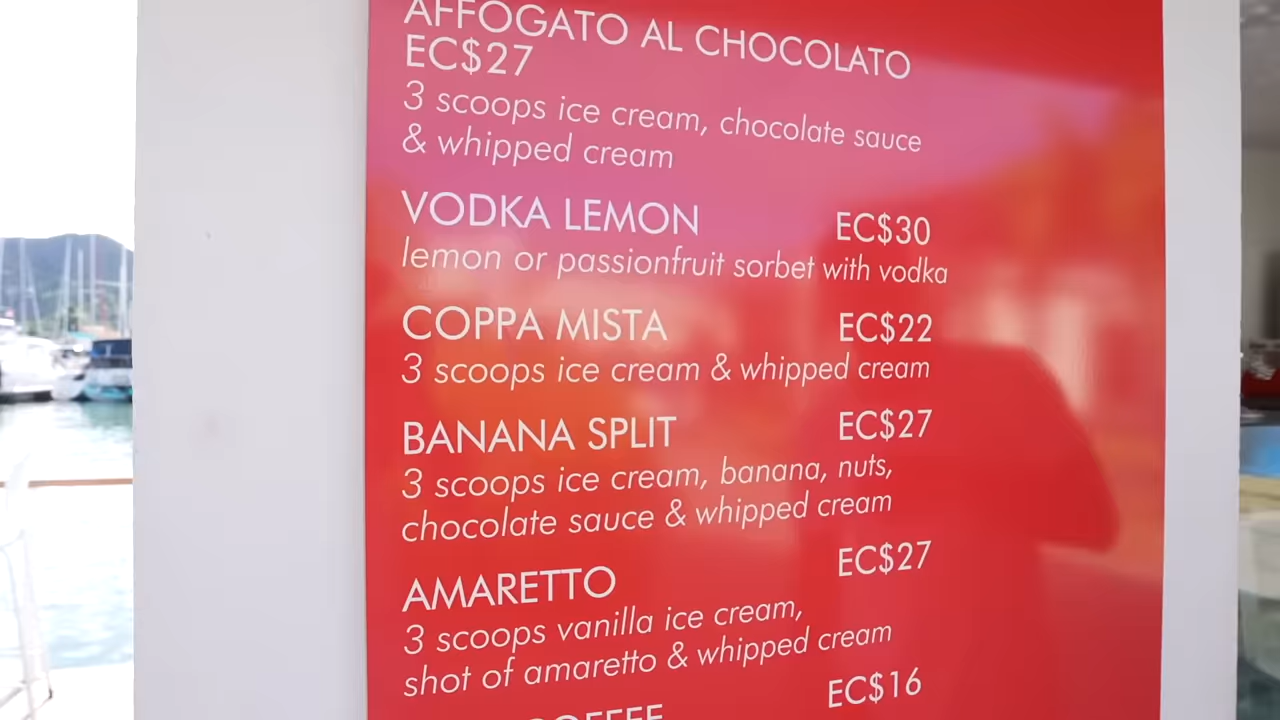 AFFOGATO AL CHOCOLATO
EC$27
3 scoops ice cream, chocolate sauce
& whipped cream
VODKA LEMON EC$30
lemon or passionfruit sorbet with vodka
COPPA MISTA EC$22
3 scoops ice cream & whipped cream
BANANA SPLIT EC$27
3 scoops ice cream, banana, nuts,
chocolate sauce & whipped cream
AMARETTO EC$27
3 scoops vanilla ice cream,
shot of amaretto & whipped cream
COFFEE EC$16